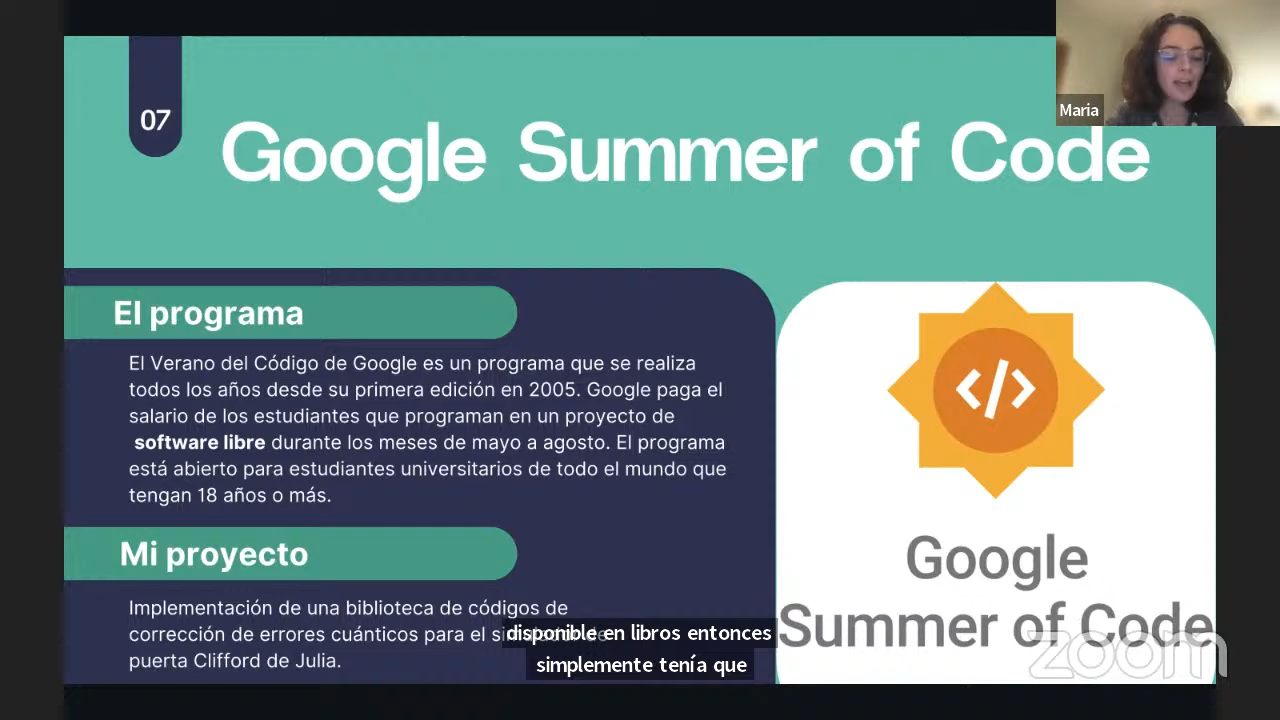 Maria
07
Google Summer of Code
El programa
El Verano del Código de Google es un programa que se realiza
todos los años desde su primera edición en 2005. Google paga el
salario de los estudiantes que programan en un proyecto de
software libre durante los meses de mayo a agosto. El programa
está abierto para estudiantes universitarios de todo el mundo que
tengan 18 años o más.
Mi proyecto
Implementación de una biblioteca de códigos de
corrección de errores cuánticos para el
puerta Clifford de Julia.
</>
Google
Summer of Code
disponible en libros entonces
simplemente tenía que
zoom